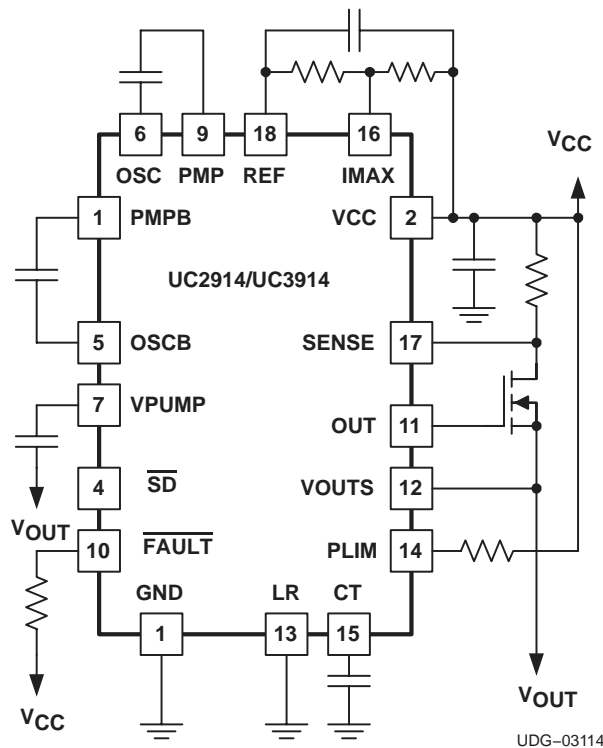 6
9
18
16
OSC
PMP
REF
IMAX
VCC
1
PMPB
VCC
2
UC2914/UC3914
5
OSCB
SENSE
17
7
VPUMP
OUT
11
4
SD
VOUTS
12
VOUT
10
FAULT
PLIM
14
GND
LR
CT
1
13
15
VCC
VOUT
UDG–03114